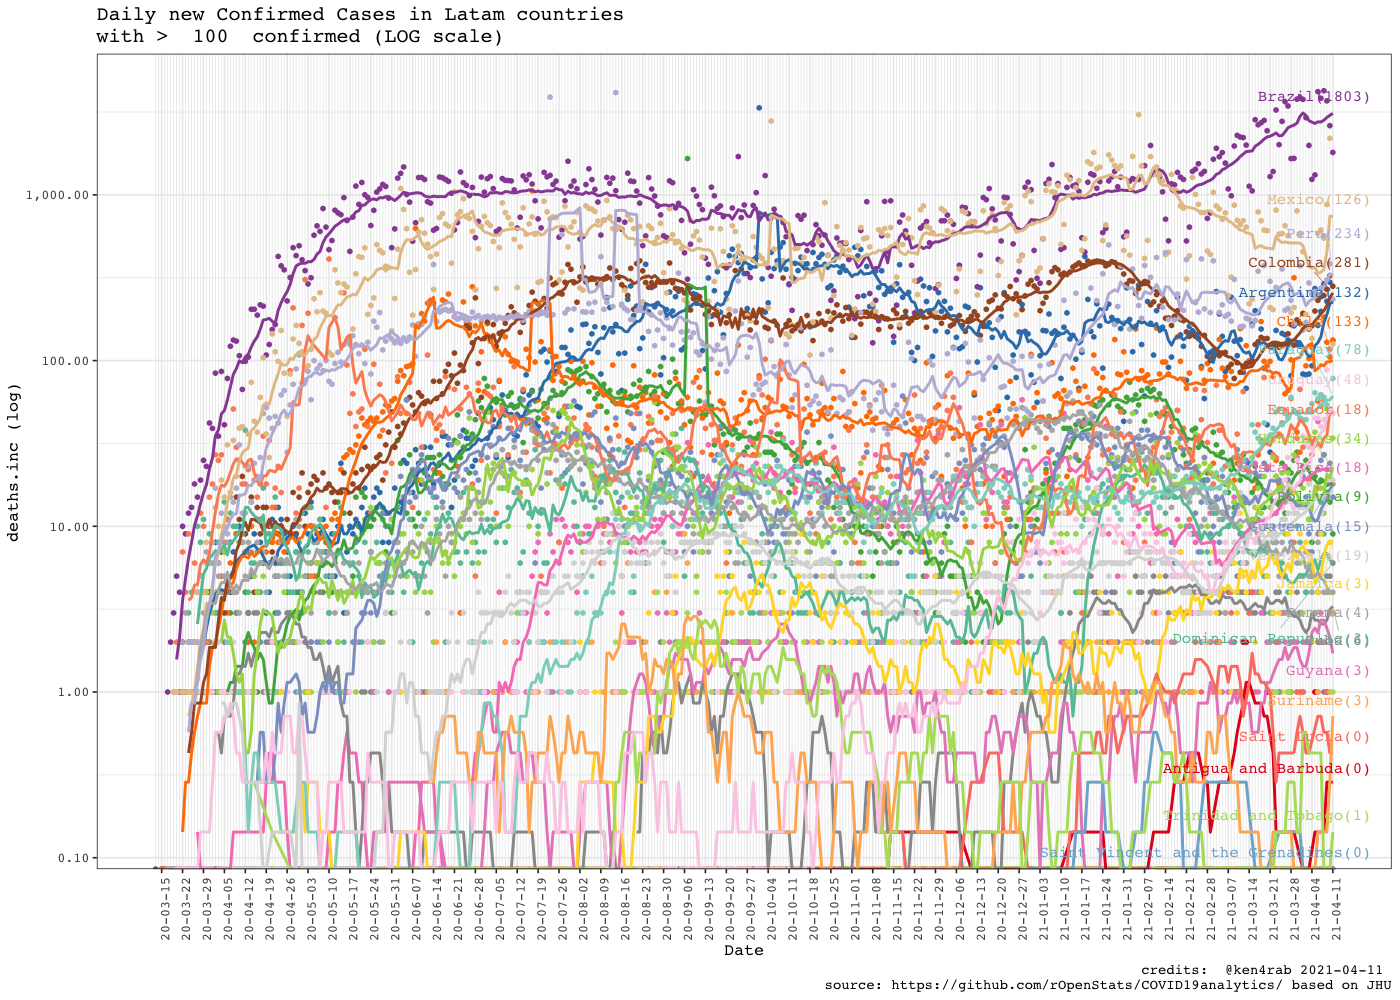 Daily new Confirmed Cases in Latam countries
with >  100  confirmed (LOG scale)
deaths.inc (log)
1,000.00
100.00
10.00
1.00
0.10
Brazil(1803)
Mexico(126)
Peru(234)
Colombia(281)
Argentina(132)
Chile(133)
Paraguay(78)
Uruguay(48)
Ecuador(18)
Honduras(34)
Costa Rica(18)
Bolivia(9)
Guatemala(15)
Jamaica(3)
Panama(4)
Dominican Republic
Guyana(3)
Suriname(3)
Saint Lucia(0)
Antigua and Barbuda(0)
Trinidad and Tobago(1)
Saint Vincent and the Grenadines(0)
20-03-15
20-03-22
20-03-29
20-04-05
20-04-12
20-04-19
20-04-26
20-05-03
20-05-10
20-05-17
20-05-24
20-05-31
20-06-07
20-06-14
20-06-21
20-06-28
20-07-05
20-07-12
20-07-19
20-07-26
20-08-02
20-08-09
20-08-16
20-08-23
20-08-30
20-09-06
20-09-13
20-09-20
20-09-27
20-10-04
20-10-11
20-10-18
20-10-25
20-11-01
20-11-08
20-11-15
20-11-22
20-11-29
20-12-06
20-12-13
20-12-20
20-12-27
21-01-03
21-01-10
21-01-17
21-01-24
21-01-31
21-02-07
21-02-14
21-02-21
21-02-28
21-03-07
21-03-14
21-03-21
21-03-28
21-04-04
21-04-11
Date
credits:  @ken4rab 2021-04-11
source: https://github.com/rOpenStats/COVID19analytics/ based on JHU